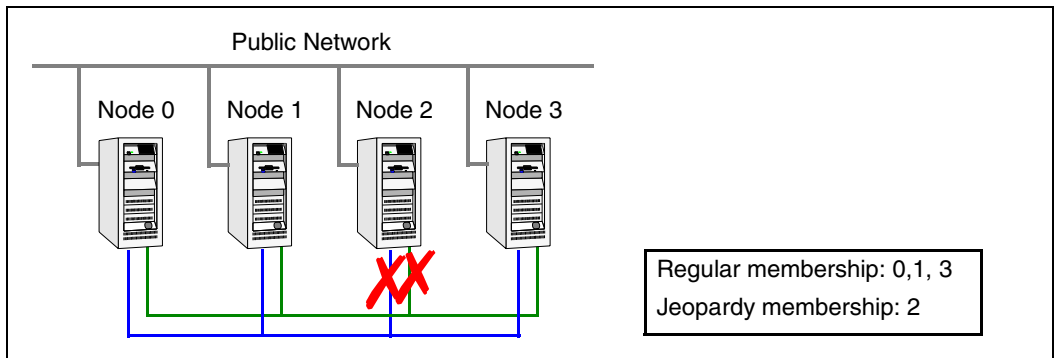 Public Network
Node 0 Node 1 Node 2 Node 3
Regular membership: 0,1, 3
Jeopardy membership: 2